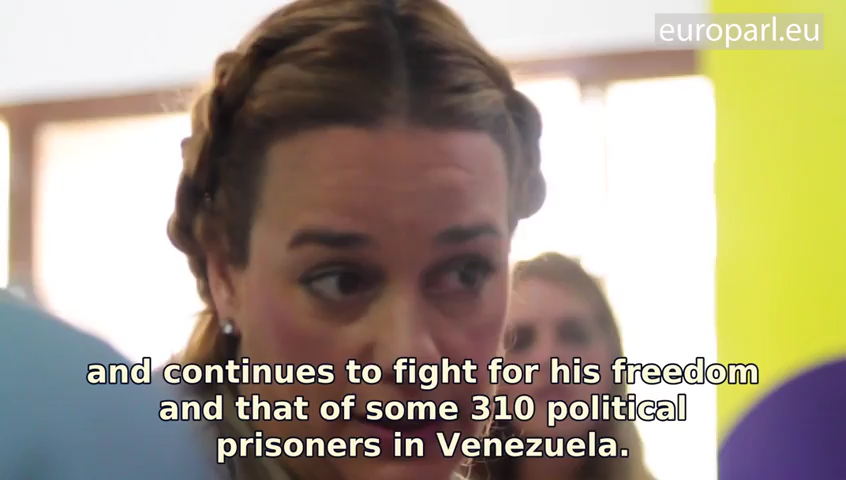 europarl.eu
and continues to fight for his freedom
and that of some 310 political
prisoners in Venezuela.